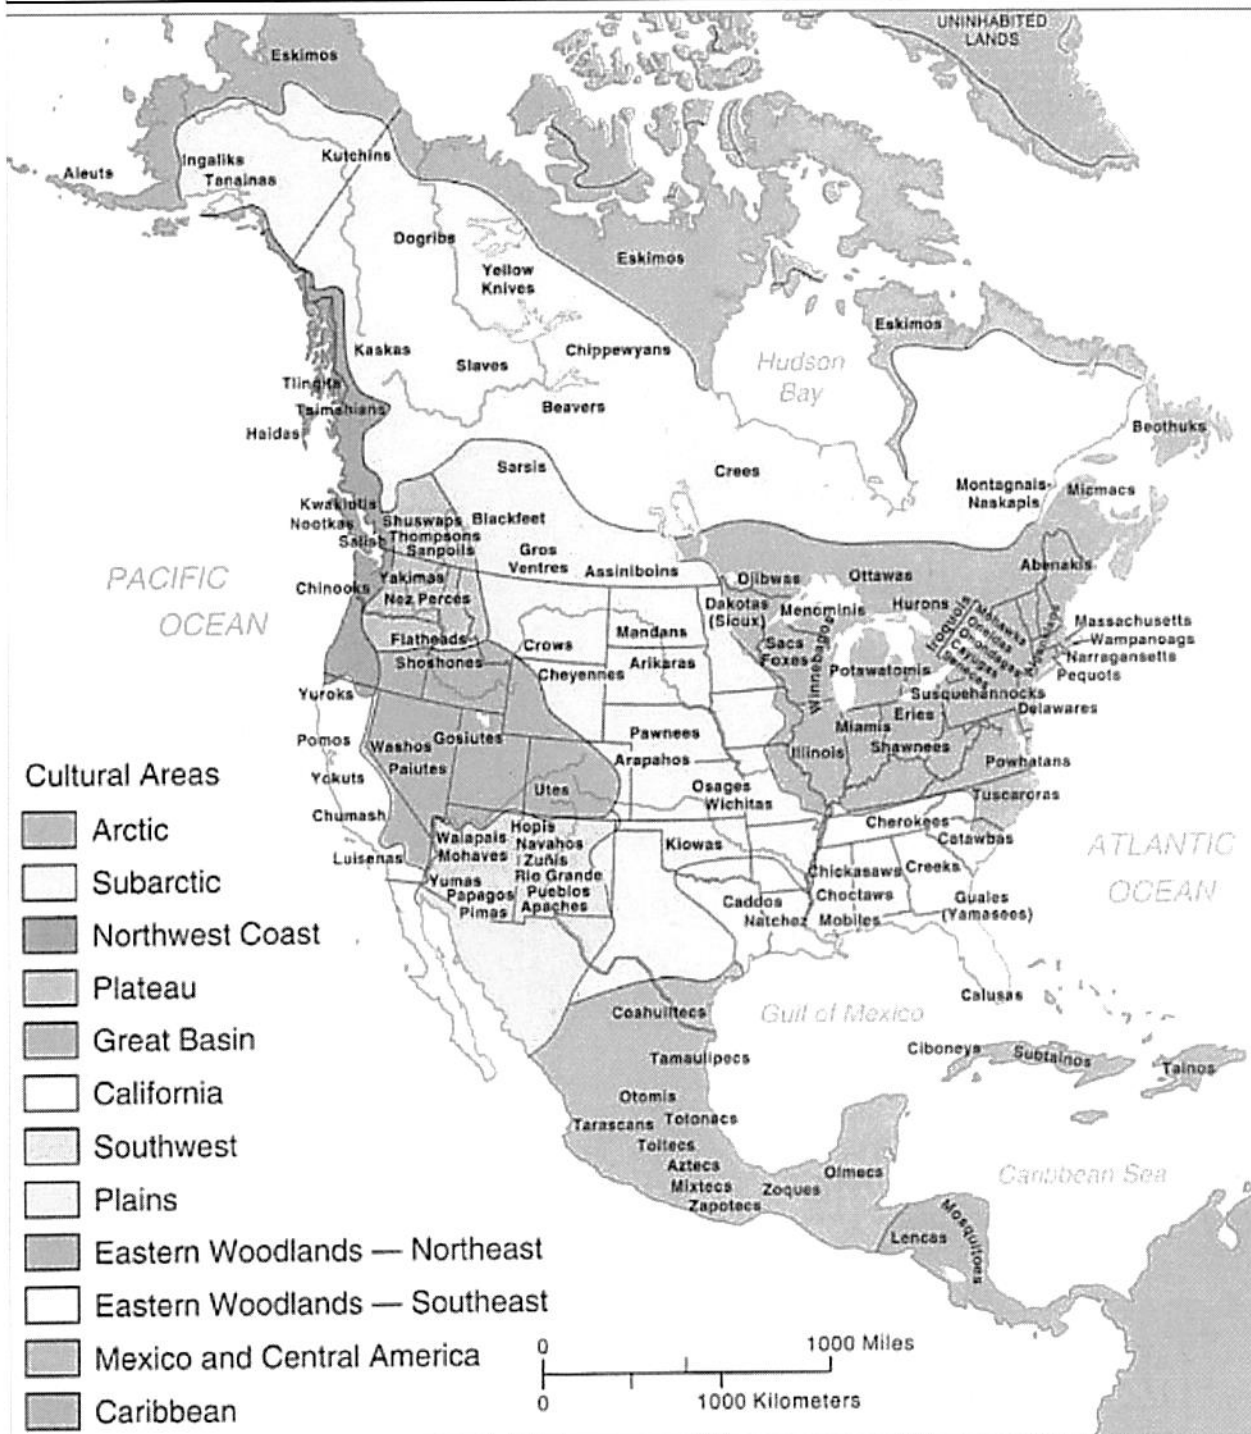 UNINHABITED
LANDS
Eskimos
Aleuts
Ingaliks
Tanainas
Kutchins
Dogribs
Yellow
Knives
Eskimos
Eskimos
Kaskas
Slaves
Chippewyans
Hudson
Bay
Tlingits
Tsimshians
Haidas
Beavers
Beothuks
Sarsis
Crees
Montagnais-
Naskapis
Micmacs
Kwakiutls
Nootkas
Salish
Shuswaps
Thompsons
Sanpoils
Blackfeet
Gros
Ventres
Assiniboins
PACIFIC
OCEAN
Chinooks
Yakimas
Nez Perces
Flatheads
Shoshones
Crows
Cheyennes
Mandans
Arikaras
Dakotas
(Sioux)
Ojibwas
Ottawas
Abenakis
Menominis
Hurons
Sacs
Foxes
Winnebagos
Potawatomis
Iroquois
Mohawks
Oneidas
Onondagas
Cayugas
Senecas
Massachusetts
Wampanoags
Narragansetts
Pequots
Susquehannocks
Delawares
Eries
Miamis
Illinois
Shawnees
Powhatans
Tuscaroras
Yuroks
Pomos
Yokuts
Chumash
Luisenas
Washos
Gosiutes
Paiutes
Utes
Pawnees
Arapahos
Osages
Wichitas
Kiowas
Cherokees
Catawbas
ATLANTIC
OCEAN
Walapais
Mohaves
Yumas
Papagos
Pimas
Hopis
Navahos
Zuñis
Rio Grande
Pueblos
Apaches
Caddos
Natchez
Chickasaws
Choctaws
Mobiles
Creeks
Guales
(Yamasees)
Calusas
Coahuiltecs
Gulf of Mexico
Tamaulipecs
Ciboneys
Subtainos
Tainos
Otomis
Tarascans
Totonacs
Toltecs
Aztecs
Mixtecs
Zapotecs
Zoques
Olmecs
Caribbean Sea
Lencas
Mosquitoes
Cultural Areas
Arctic
Subarctic
Northwest Coast
Plateau
Great Basin
California
Southwest
Plains
Eastern Woodlands — Northeast
Eastern Woodlands — Southeast
Mexico and Central America
Caribbean
0
1000 Miles
0
1000 Kilometers